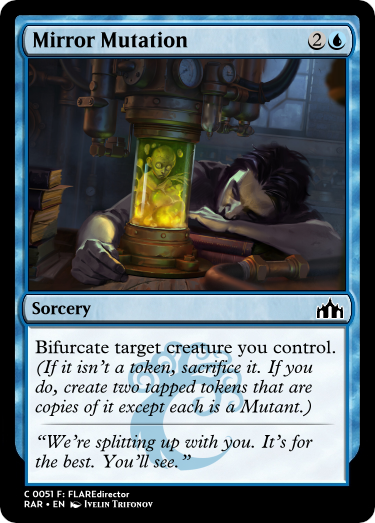 Mirror Mutation 2
Sorcery
Bifurcate target creature you control.
(If it isn't a token, sacrifice it. If you
do, create two tapped tokens that are
copies of it except each is a Mutant.)
"We're splitting up with you. It's for
the best. You'll see."
C 0051 F: FLAREdirector
RAR • EN Ivelin Trifonov